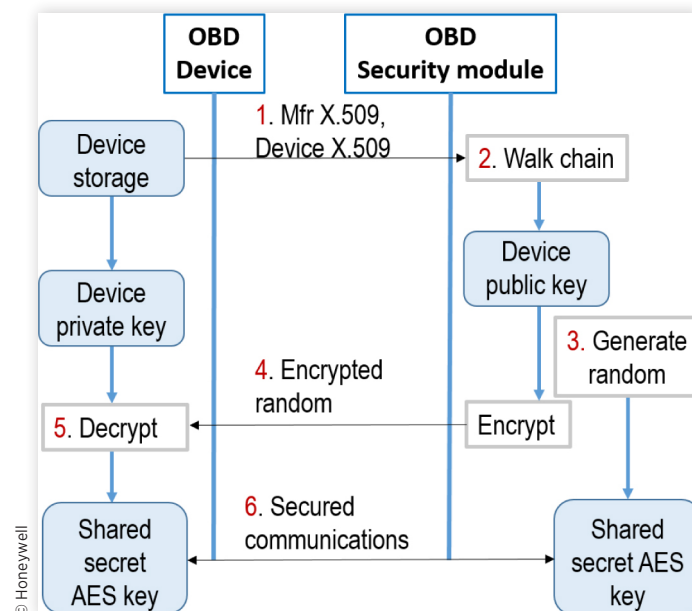 OBD
Device
OBD
Security module
1. Mfr X.509,
Device X.509
Device
storage
2. Walk chain
Device
public key
Device
private key
3. Generate
random
4. Encrypted
random
5. Decrypt
Encrypt
6. Secured
communications
Shared
secret
AES key
Shared
secret AES
key
© Honeywell